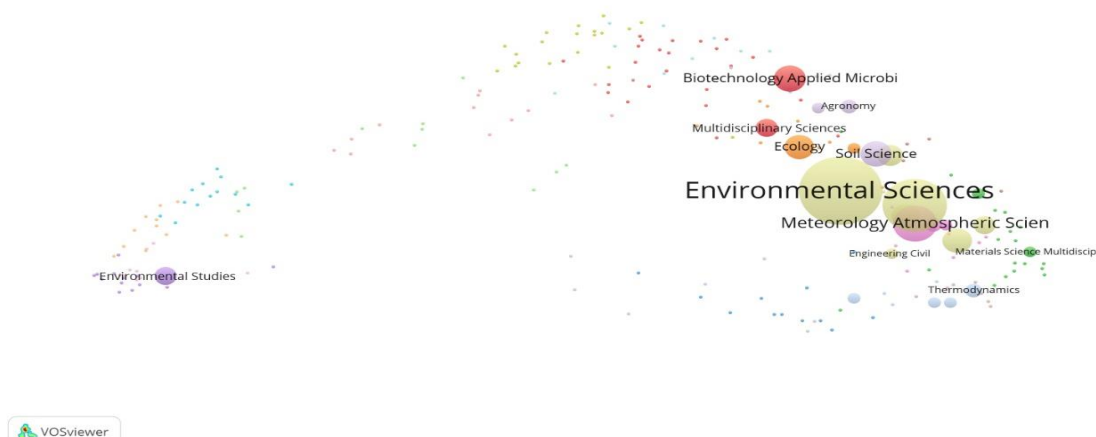 Biotechnology Applied Microbi
Agronomy
Multidisciplinary Sciences
Ecology
Soil Science
Environmental Sciences
Meteorology Atmospheric Scien
Engineering Civil
Materials Science Multidiscip
Environmental Studies
Thermodynamics
VOSviewer